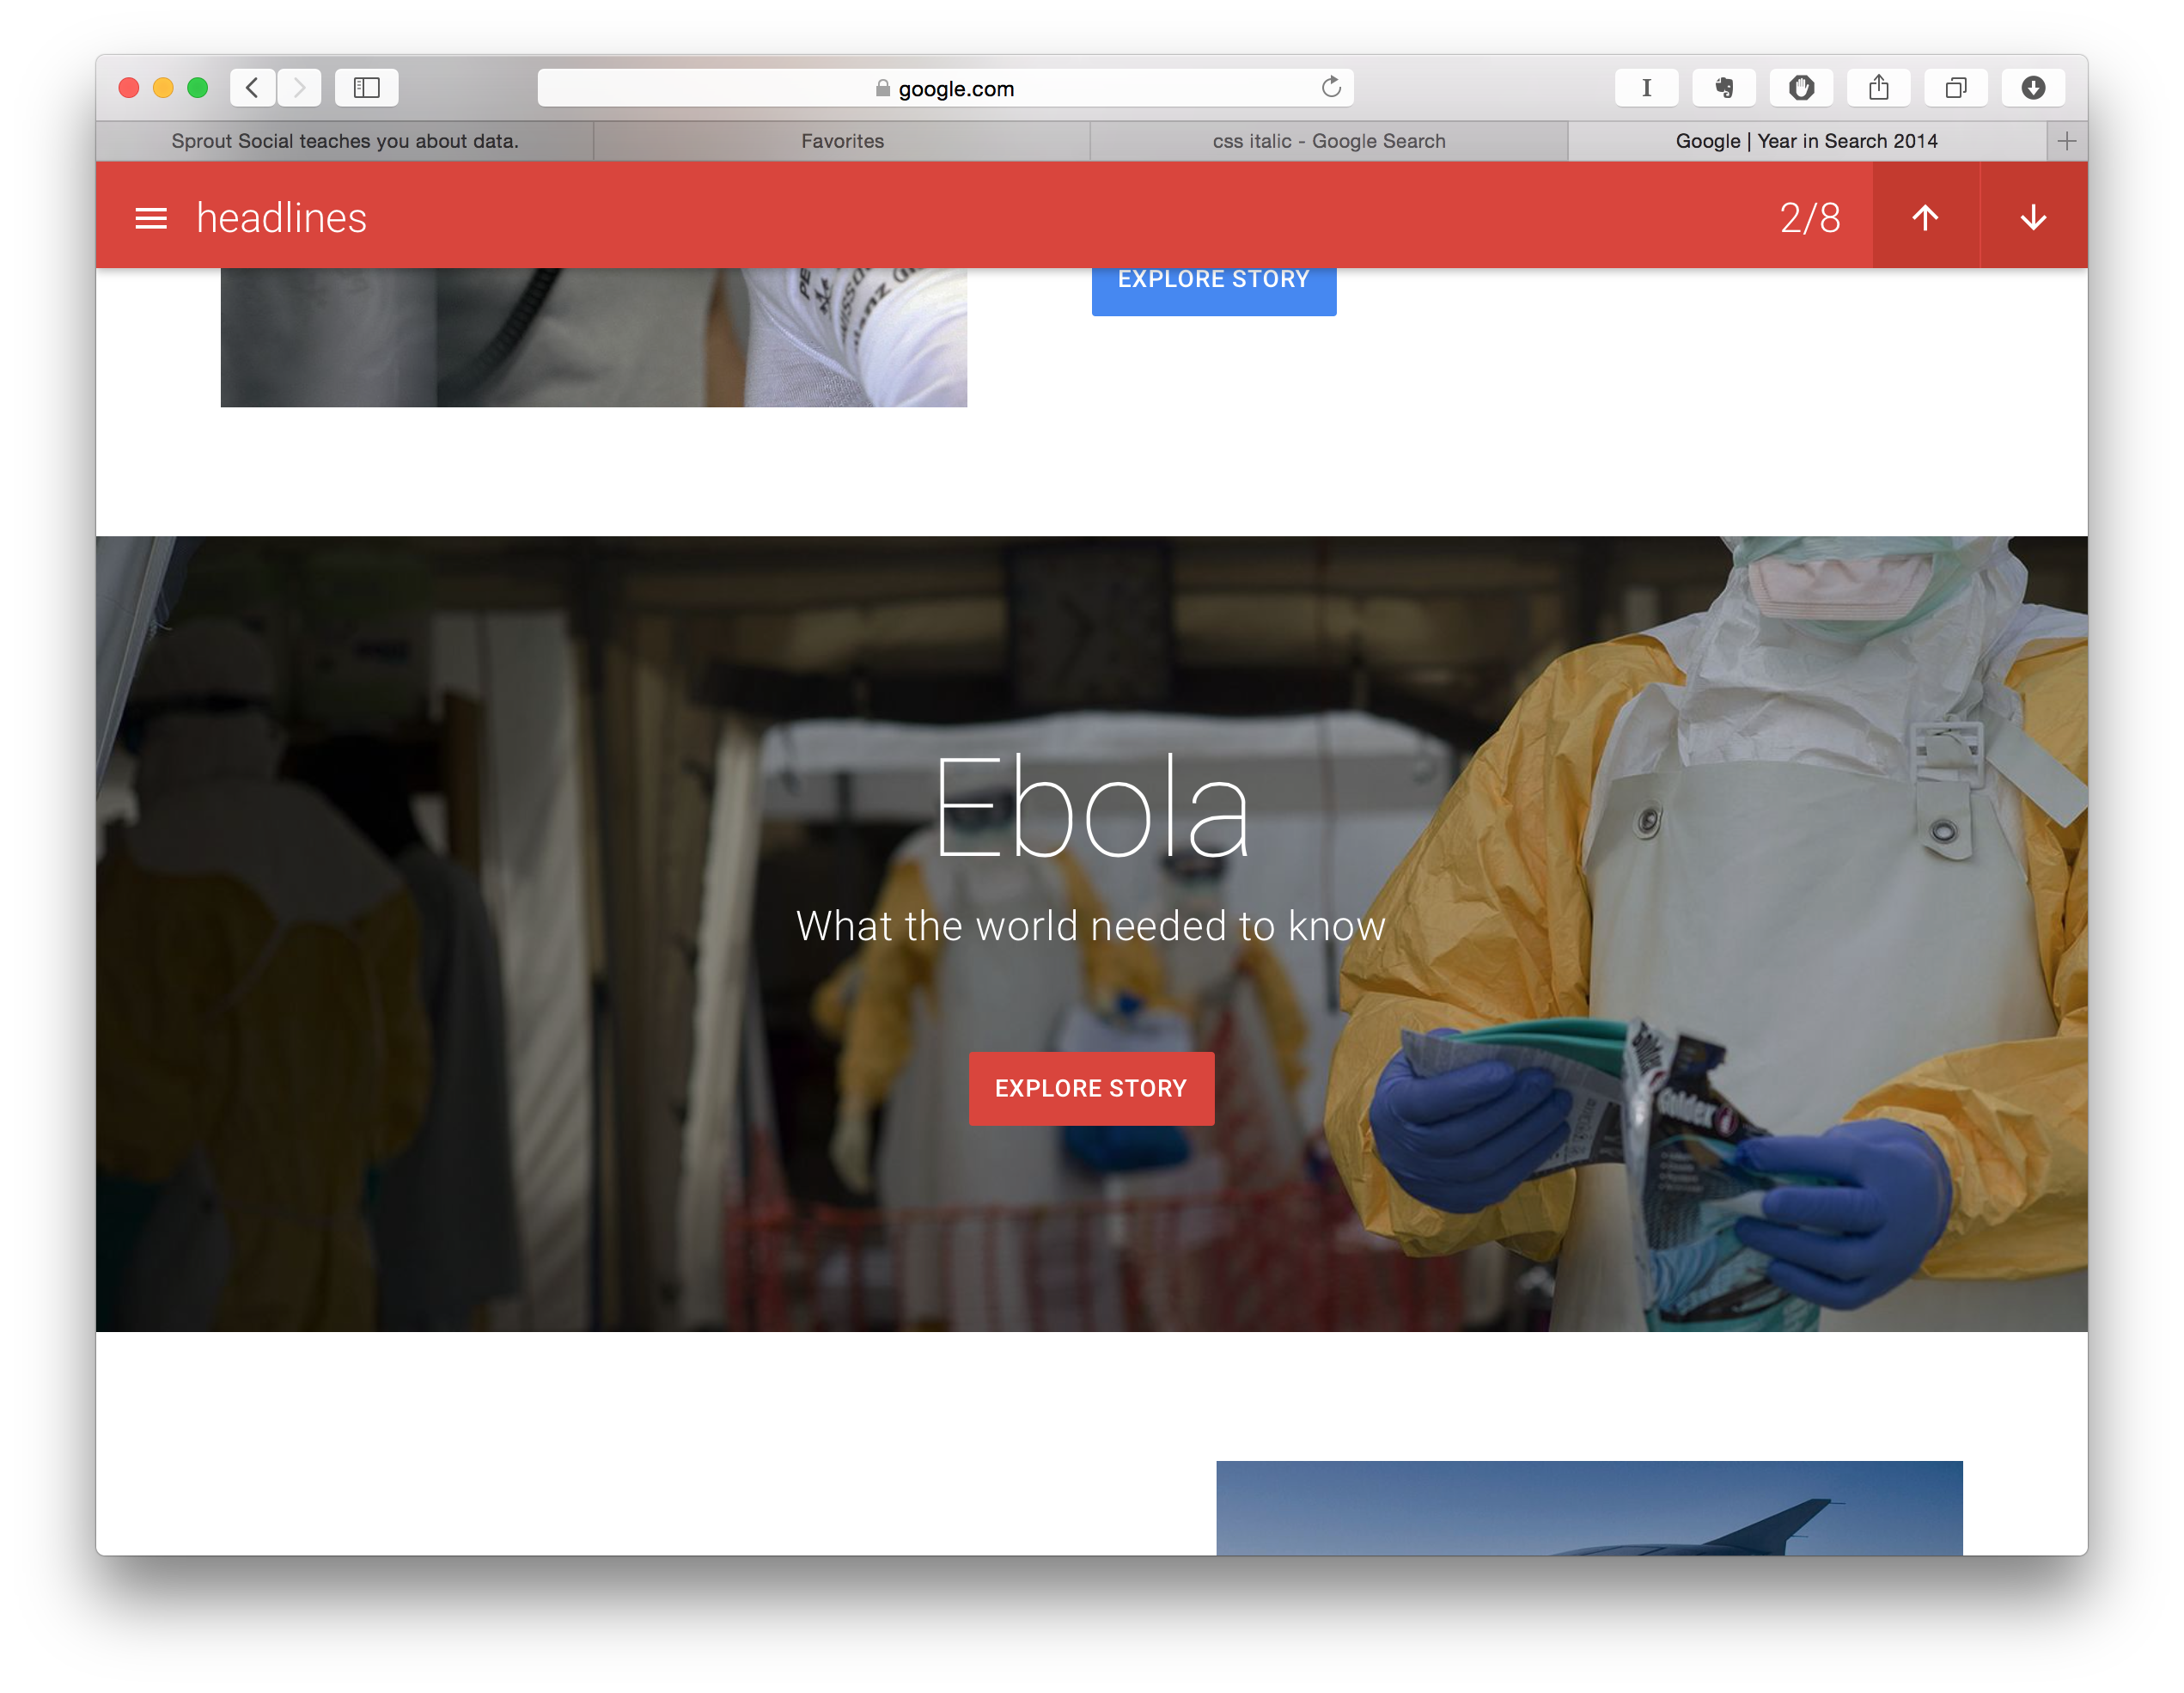 google.com
Sprout Social teaches you about data.
Favorites
css italic - Google Search
Google | Year in Search 2014
headlines
2/8
EXPLORE STORY
Ebola
What the world needed to know
EXPLORE STORY